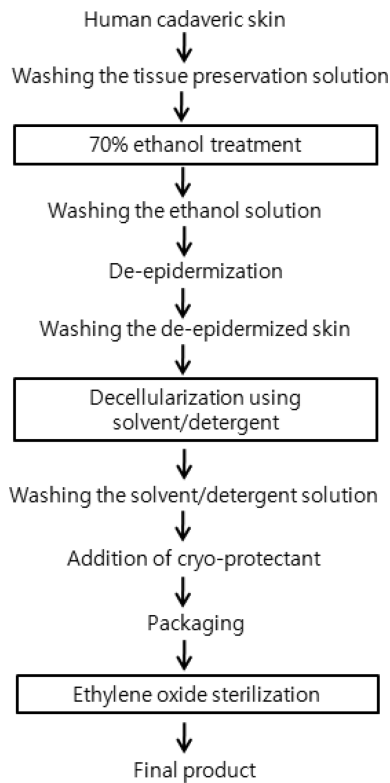 Human cadaveric skin
Washing the tissue preservation solution
70% ethanol treatment
Washing the ethanol solution
De-epidermization
Washing the de-epidermized skin
Decellularization using
solvent/detergent
Washing the solvent/detergent solution
Addition of cryo-protectant
Packaging
Ethylene oxide sterilization
Final product